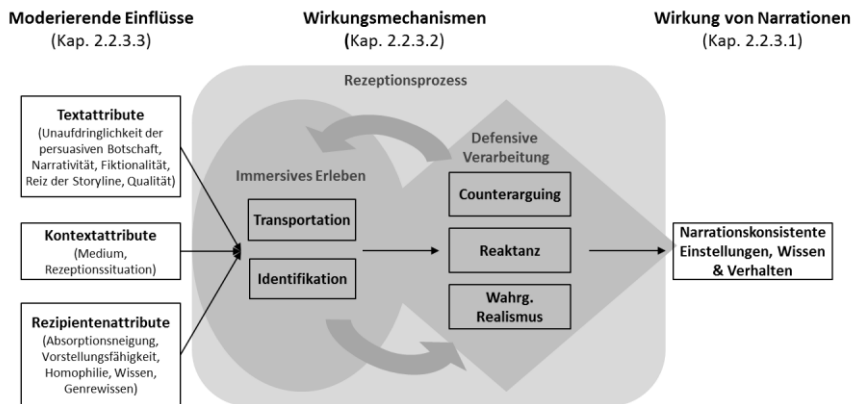 Moderierende Einflüsse
(Kap. 2.2.3.3)
Wirkungsmechanismen
(Kap. 2.2.3.2)
Wirkung von Narrationen
(Kap. 2.2.3.1)
Rezeptionsprozess
Textattribute
(Unaufdringlichkeit der
persuasiven Botschaft,
Narrativität, Fiktionalität,
Reiz der Storyline, Qualität)
Kontextattribute
(Medium,
Rezeptionssituation)
Rezipientenattribute
(Absorptionsneigung,
Vorstellungsfähigkeit,
Homophilie, Wissen,
Genrewissen)
Immersives Erleben
Transportation
Identifikation
Defensive
Verarbeitung
Counterarguing
Reaktanz
Wahrg.
Realismus
Narrationskonsistente
Einstellungen, Wissen
& Verhalten